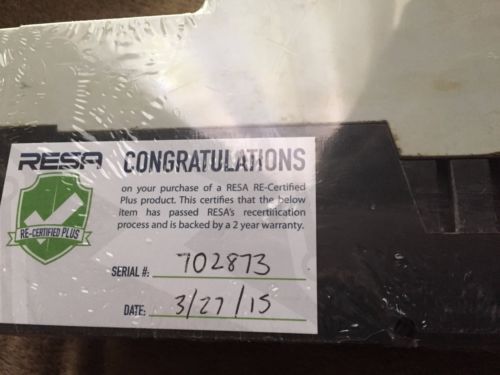 RESA CONGRATULATIONS
on your purchase of a RESA RE-Certified
Plus product. This certifies that the below
item has passed RESA's recertification
process and is backed by a 2 year warranty.
RE-CERTIFIED PLUS
SERIAL #: 702873
DATE: 3/27/15